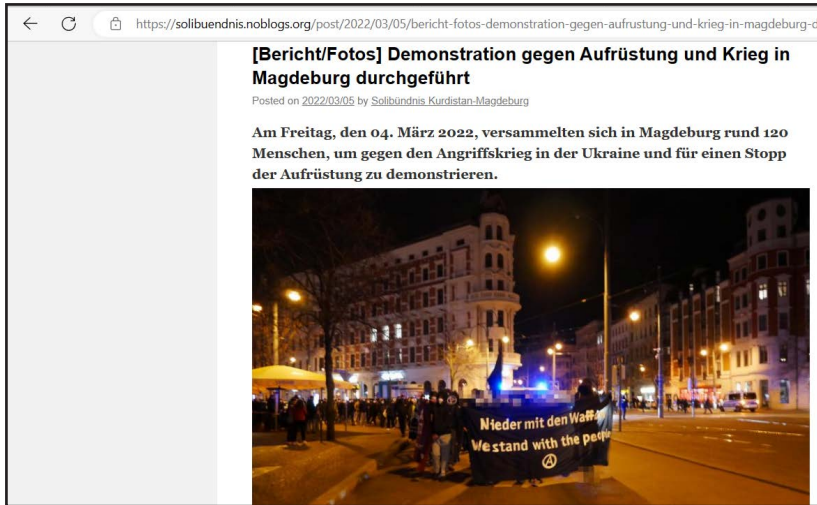 https://solibuendnis.noblogs.org/post/2022/03/05/bericht-fotos-demonstration-gegen-aufrustung-und-krieg-in-magdeburg-d
[Bericht/Fotos] Demonstration gegen Aufrüstung und Krieg in
Magdeburg durchgeführt
Posted on 2022/03/05 by Solibündnis Kurdistan-Magdeburg
Am Freitag, den 04. März 2022, versammelten sich in Magdeburg rund 120
Menschen, um gegen den Angriffskrieg in der Ukraine und für einen Stopp
der Aufrüstung zu demonstrieren.
Nieder mit den Waffen
We stand with the people